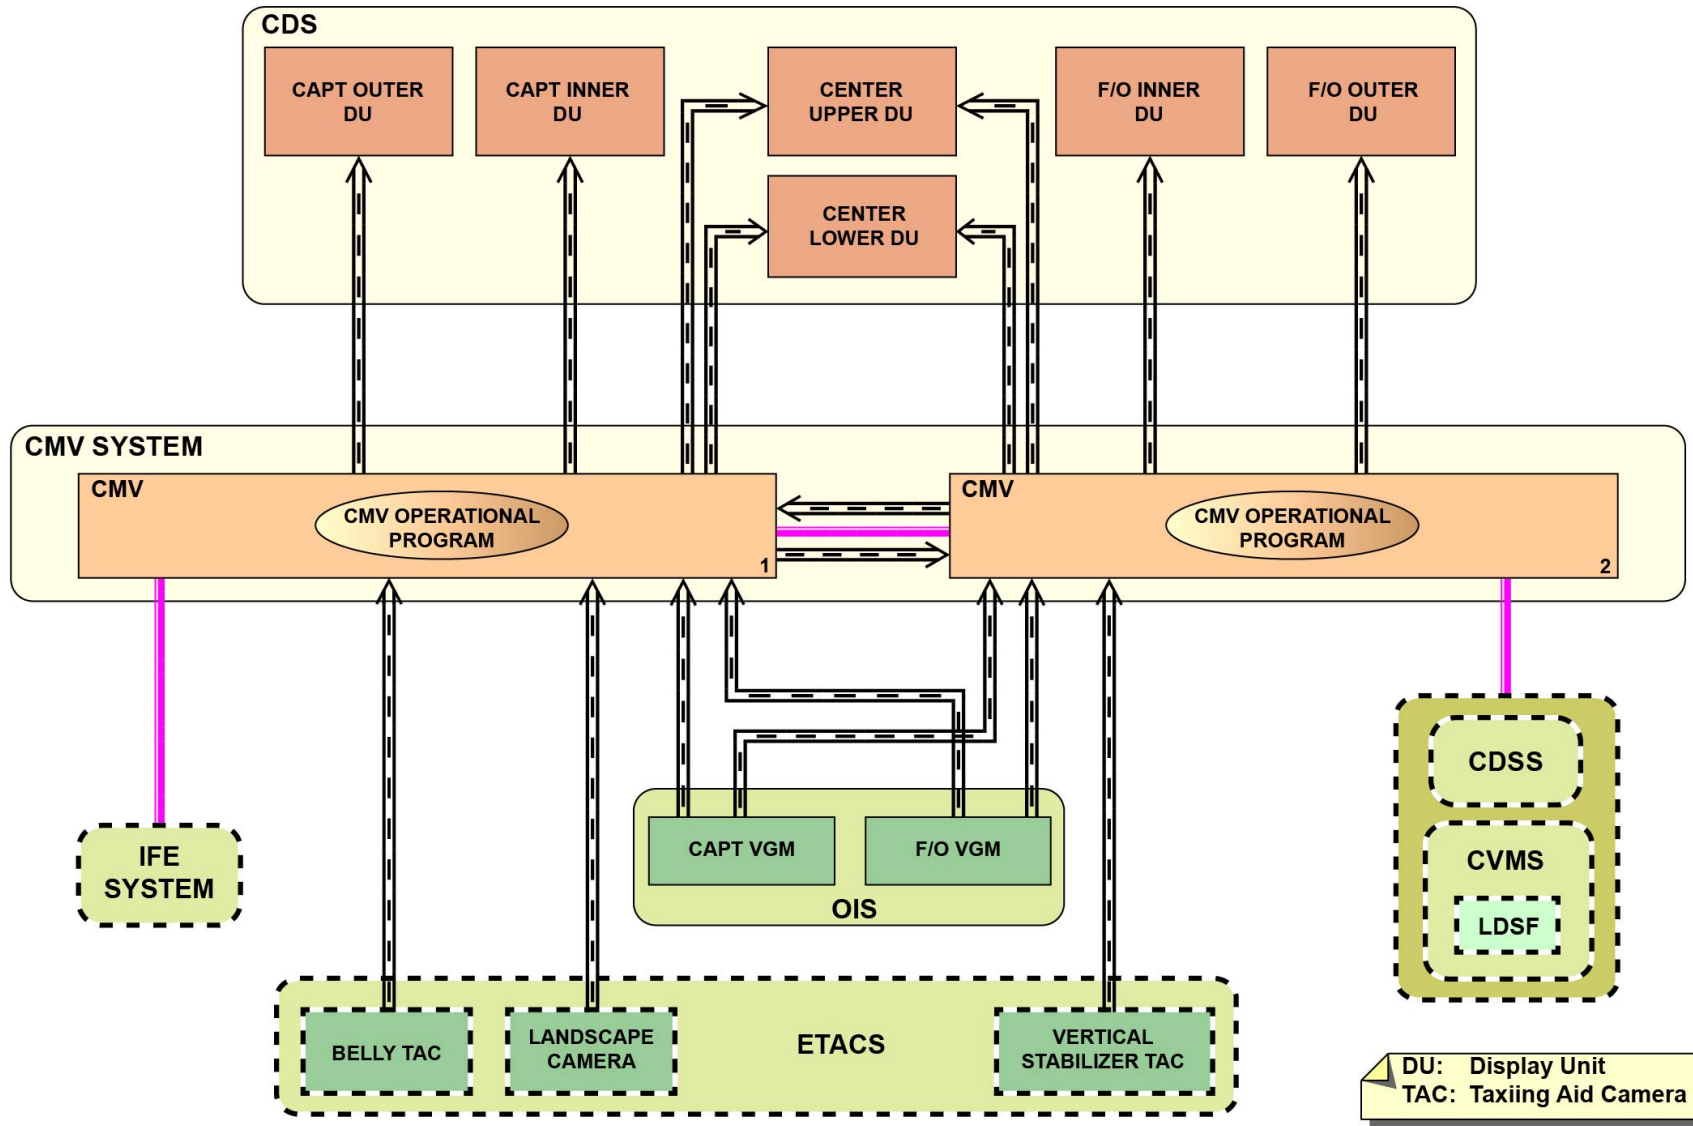 CDS
CAPT OUTER
DU
CAPT INNER
DU
CENTER
UPPER DU
F/O INNER
DU
F/O OUTER
DU
CENTER
LOWER DU
CMV SYSTEM
CMV
CMV OPERATIONAL
PROGRAM
1
CMV
CMV OPERATIONAL
PROGRAM
2
IFE
SYSTEM
CAPT VGM
F/O VGM
OIS
CDSS
CVMS
LDSF
BELLY TAC
LANDSCAPE
CAMERA
ETACS
VERTICAL
STABILIZER TAC
DU: Display Unit
TAC: Taxiing Aid Camera